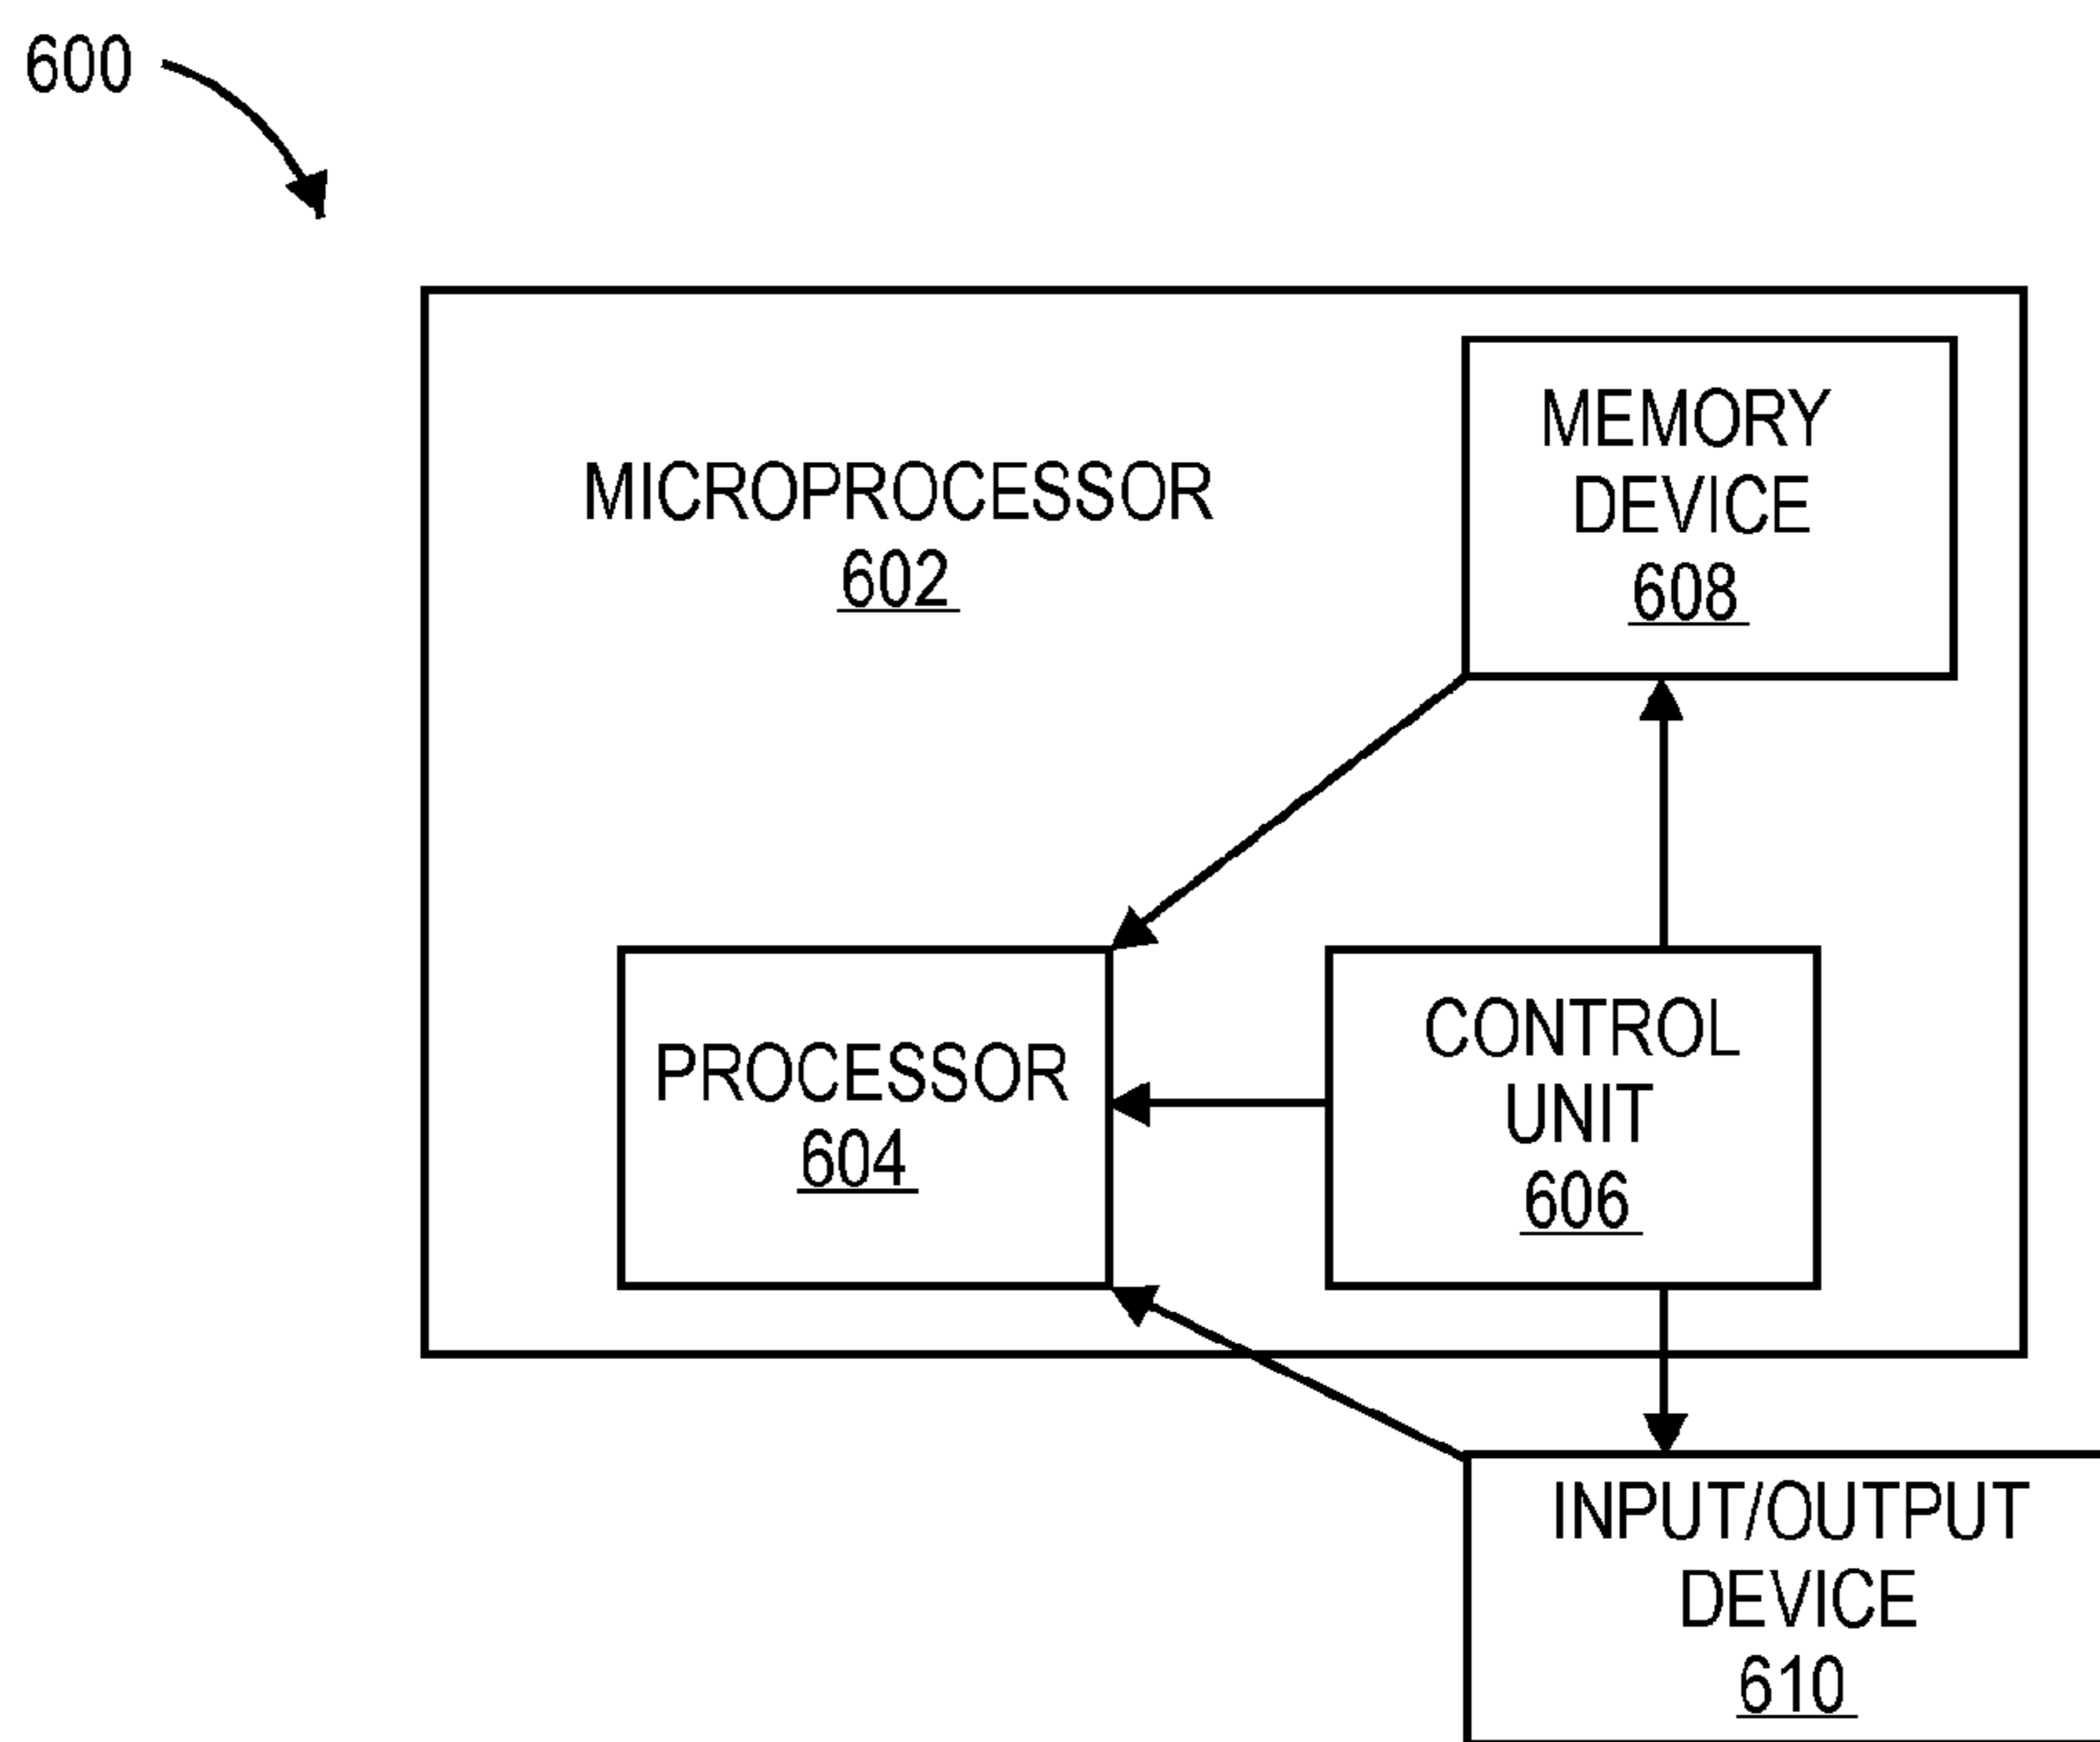 600
MICROPROCESSOR
602
MEMORY
DEVICE
608
PROCESSOR
604
CONTROL
UNIT
606
INPUT/OUTPUT
DEVICE
610